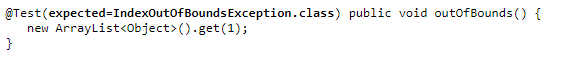 @Test(expected=IndexOutOfBoundsException.class) public void outOfBounds() {
   new ArrayList<Object>().get(1);
}